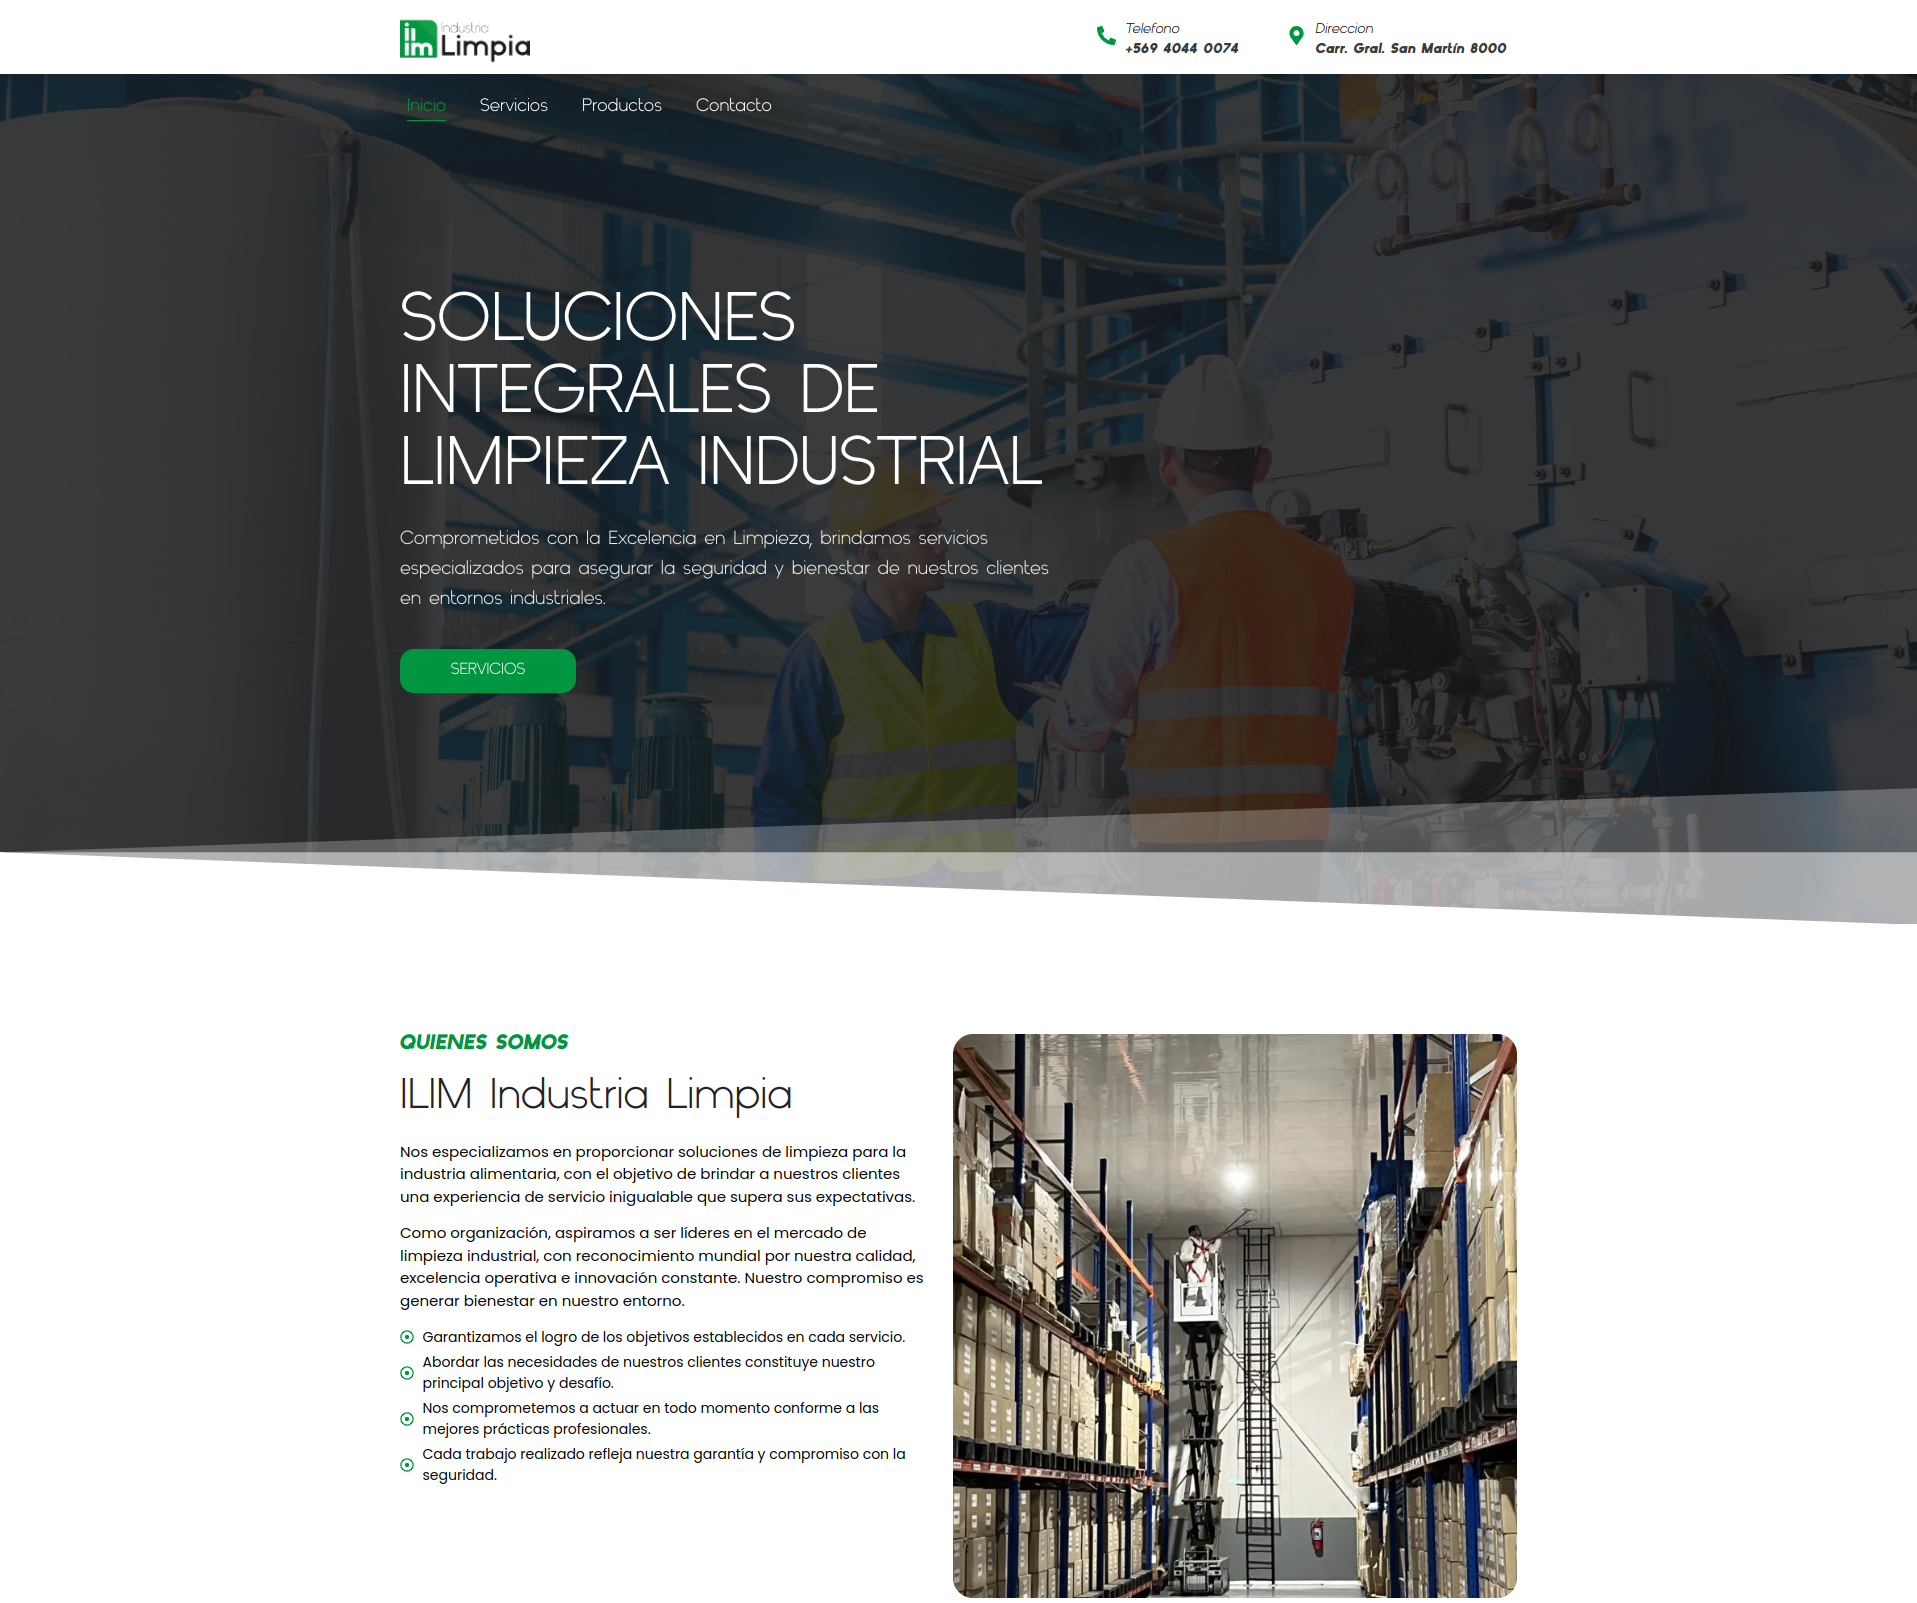 ilm Industria
Limpia
Telefono
+569 4044 0074
Direccion
Carr. Gral. San Martín 8000
Inicio Servicios Productos Contacto
SOLUCIONES
INTEGRALES DE
LIMPIEZA INDUSTRIAL
Comprometidos con la Excelencia en Limpieza, brindamos servicios
especializados para asegurar la seguridad y bienestar de nuestros clientes
en entornos industriales.
SERVICIOS
QUIENES SOMOS
ILIM Industria Limpia
Nos especializamos en proporcionar soluciones de limpieza para la
industria alimentaria, con el objetivo de brindar a nuestros clientes
una experiencia de servicio inigualable que supera sus expectativas.
Como organización, aspiramos a ser líderes en el mercado de
limpieza industrial, con reconocimiento mundial por nuestra calidad,
excelencia operativa e innovación constante. Nuestro compromiso es
generar bienestar en nuestro entorno.
Garantizamos el logro de los objetivos establecidos en cada servicio.
Abordar las necesidades de nuestros clientes constituye nuestro
principal objetivo y desafío.
Nos comprometemos a actuar en todo momento conforme a las
mejores prácticas profesionales.
Cada trabajo realizado refleja nuestra garantía y compromiso con la
seguridad.